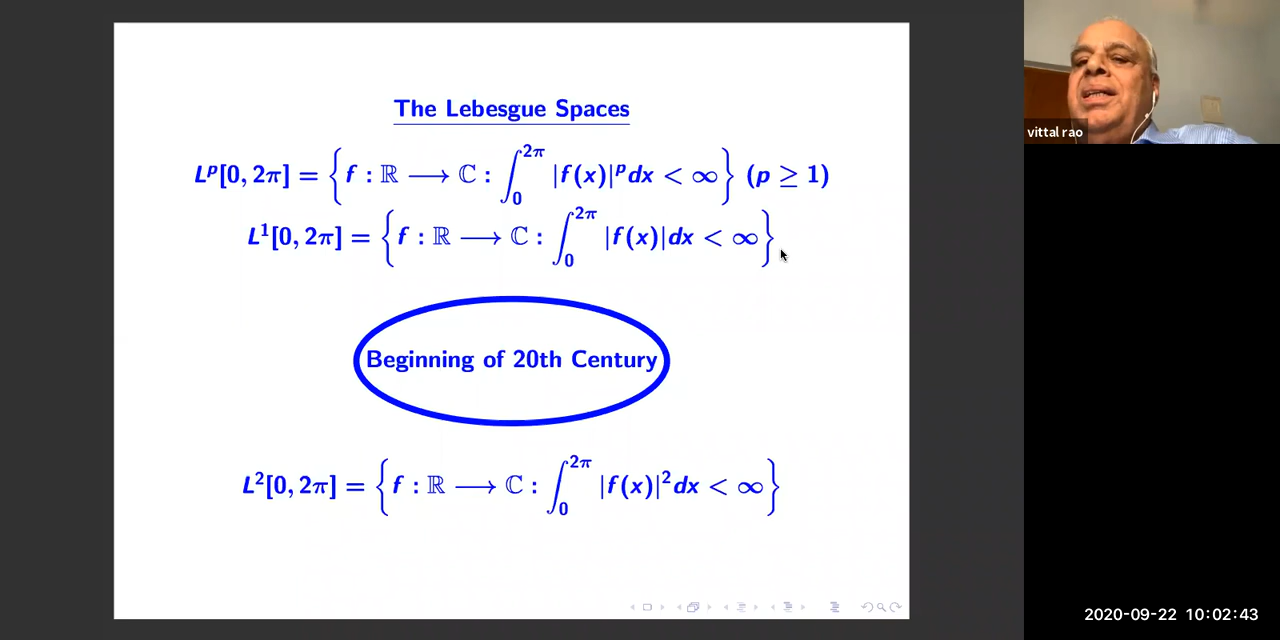 The Lebesgue Spaces
L^p[0, 2π] = { f : ℝ ⟶ ℂ : ∫_0^{2π} |f(x)|^p dx < ∞ } (p ≥ 1)
L^1[0, 2π] = { f : ℝ ⟶ ℂ : ∫_0^{2π} |f(x)|dx < ∞ }
Beginning of 20th Century
L^2[0, 2π] = { f : ℝ ⟶ ℂ : ∫_0^{2π} |f(x)|^2 dx < ∞ }
vittal rao
2020-09-22 10:02:43